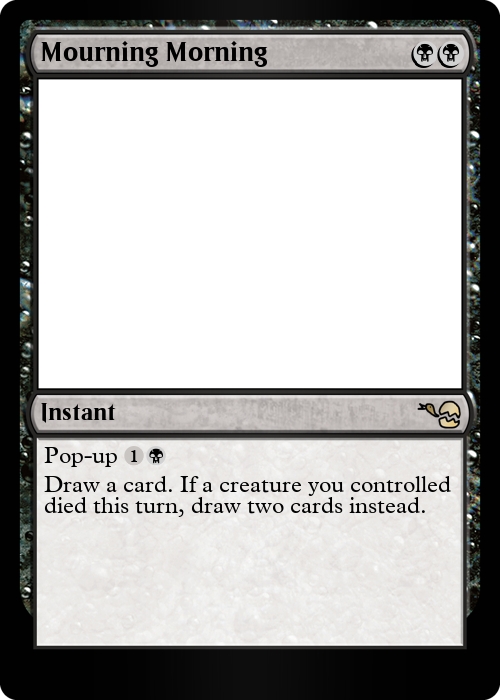 Mourning Morning
Instant
Pop-up 1
Draw a card. If a creature you controlled
died this turn, draw two cards instead.